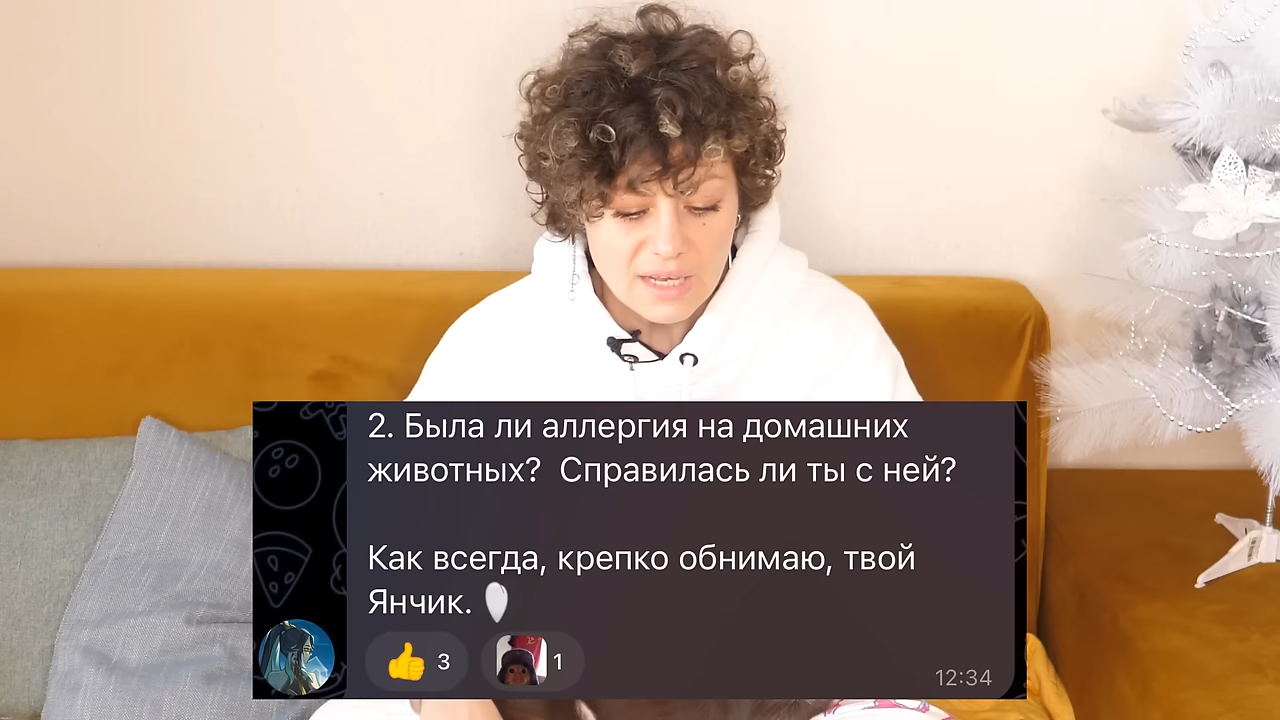 2. Была ли аллергия на домашних
животных?  Справилась ли ты с ней?
Как всегда, крепко обнимаю, твой
Янчик.
3
1
12:34